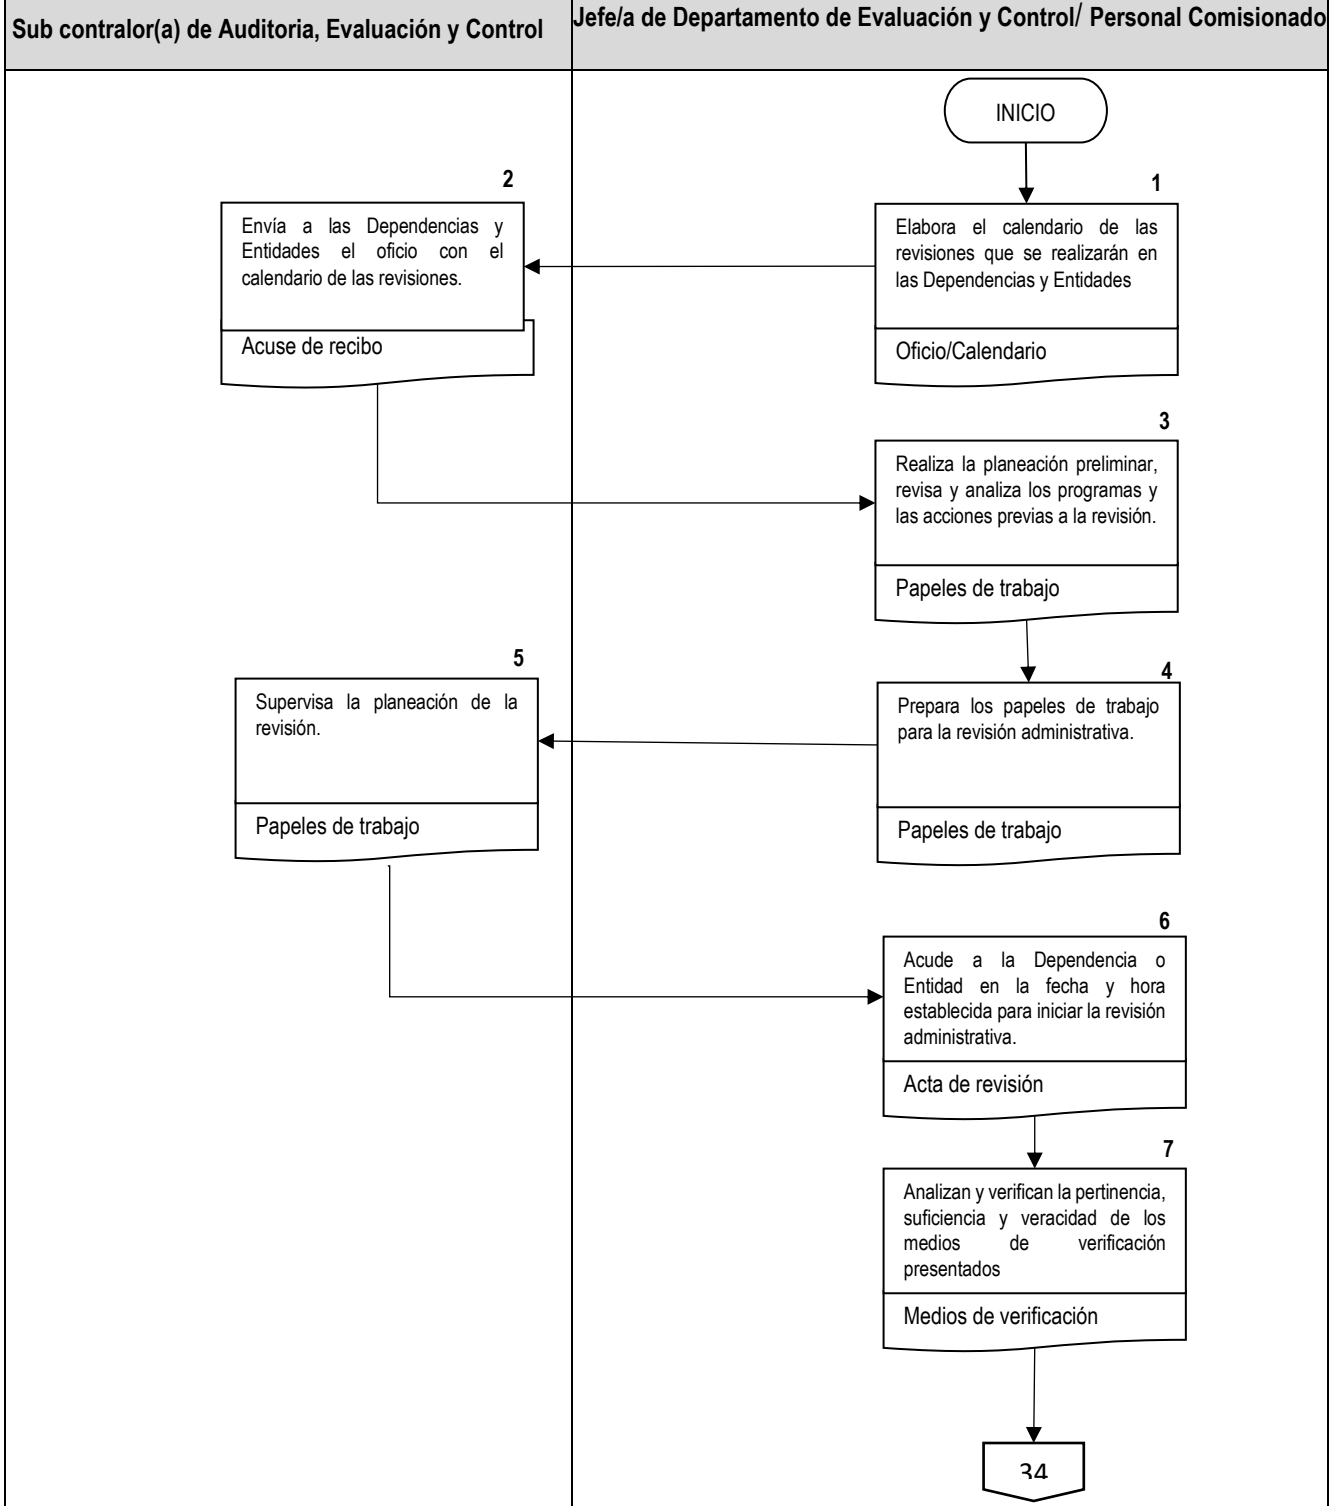 Sub contralor(a) de Auditoria, Evaluación y Control
Jefe/a de Departamento de Evaluación y Control/ Personal Comisionado
INICIO
1
Elabora el calendario de las
revisiones que se realizarán en
las Dependencias y Entidades
Oficio/Calendario
2
Envía a las Dependencias y
Entidades el oficio con el
calendario de las revisiones.
Acuse de recibo
3
Realiza la planeación preliminar,
revisa y analiza los programas y
las acciones previas a la revisión.
Papeles de trabajo
4
Prepara los papeles de trabajo
para la revisión administrativa.
Papeles de trabajo
5
Supervisa la planeación de la
revisión.
Papeles de trabajo
6
Acude a la Dependencia o
Entidad en la fecha y hora
establecida para iniciar la revisión
administrativa.
Acta de revisión
7
Analizan y verifican la pertinencia,
suficiencia y veracidad de los
medios de verificación
presentados
Medios de verificación
34